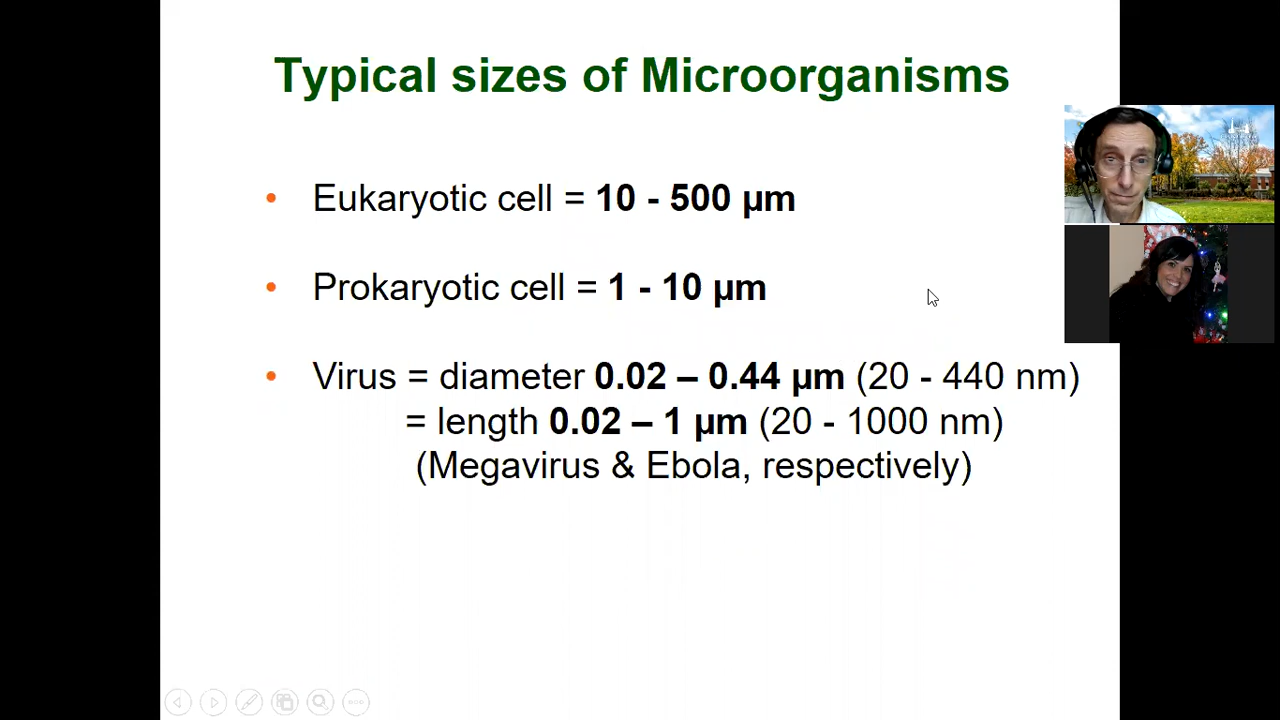 Typical sizes of Microorganisms
• Eukaryotic cell = 10 - 500 µm
• Prokaryotic cell = 1 - 10 µm
• Virus = diameter 0.02 – 0.44 µm (20 - 440 nm)
= length 0.02 – 1 µm (20 - 1000 nm)
(Megavirus & Ebola, respectively)